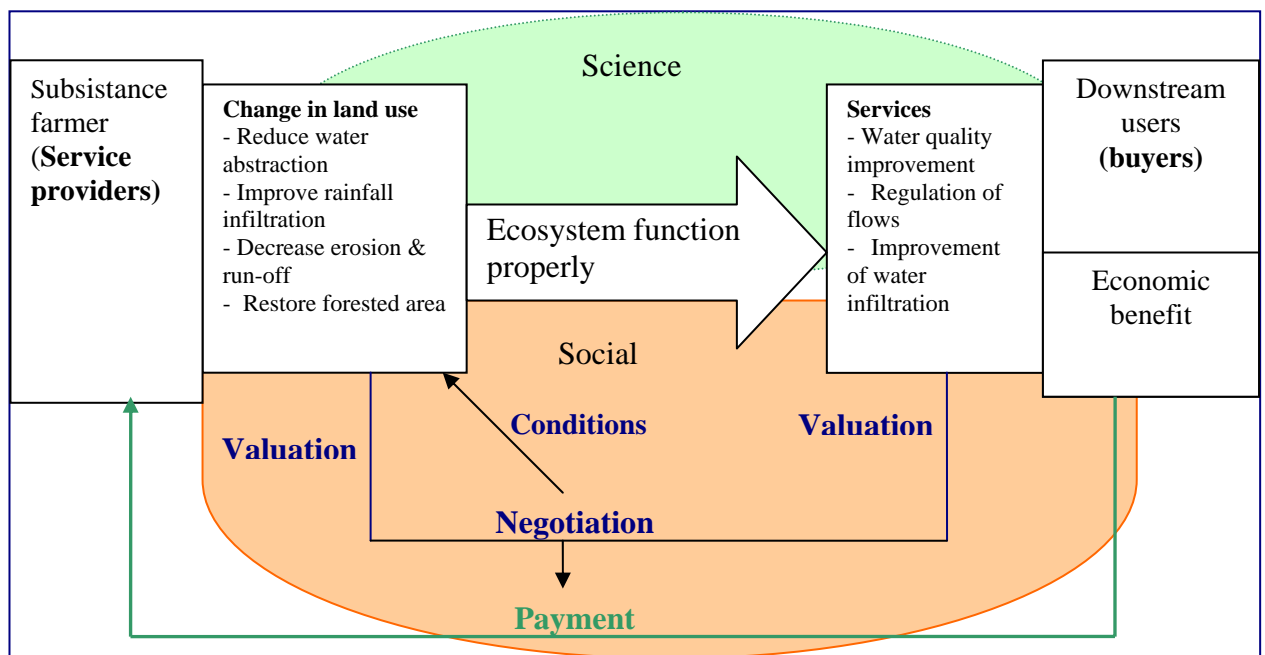 Science
Subsistance
farmer
(Service
providers)
Change in land use
- Reduce water
abstraction
- Improve rainfall
infiltration
- Decrease erosion &
run-off
- Restore forested area
Ecosystem function
properly
Services
- Water quality
improvement
- Regulation of
flows
- Improvement
of water
infiltration
Downstream
users
(buyers)
Economic
benefit
Social
Conditions
Valuation
Valuation
Negotiation
Payment